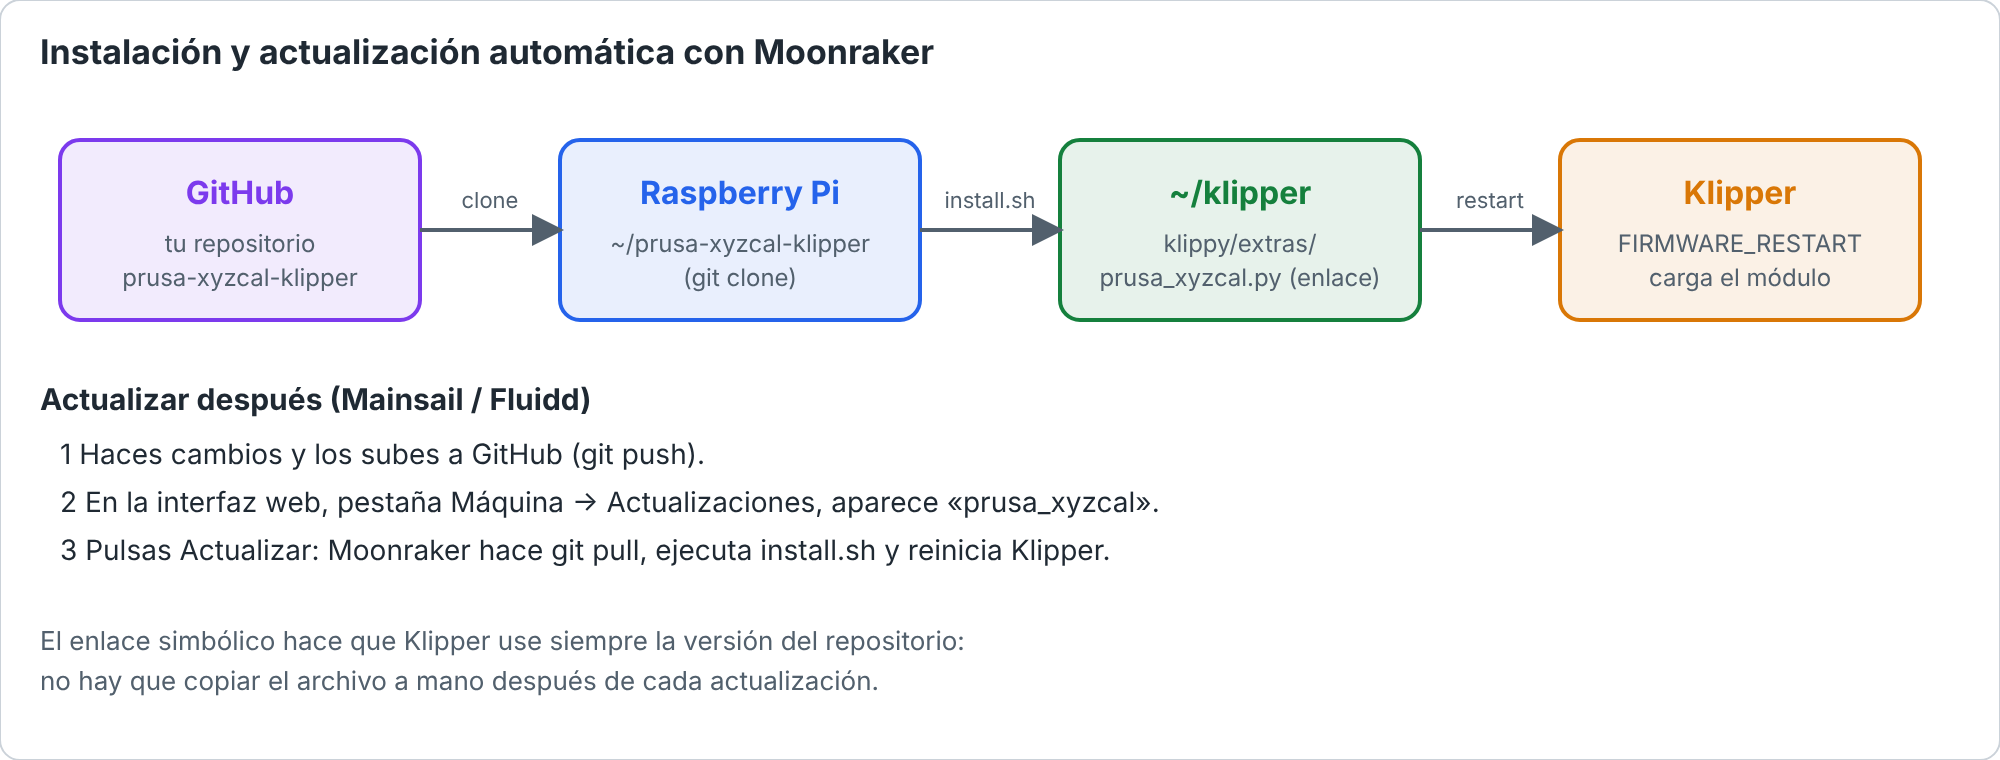 Instalación y actualización automática con Moonraker
GitHub
tu repositorio
prusa-xyzcal-klipper
clone
Raspberry Pi
~/prusa-xyzcal-klipper
(git clone)
install.sh
~/klipper
klippy/extras/
prusa_xyzcal.py (enlace)
restart
Klipper
FIRMWARE_RESTART
carga el módulo
Actualizar después (Mainsail / Fluidd)
1 Haces cambios y los subes a GitHub (git push).
2 En la interfaz web, pestaña Máquina → Actualizaciones, aparece «prusa_xyzcal».
3 Pulsas Actualizar: Moonraker hace git pull, ejecuta install.sh y reinicia Klipper.
El enlace simbólico hace que Klipper use siempre la versión del repositorio:
no hay que copiar el archivo a mano después de cada actualización.